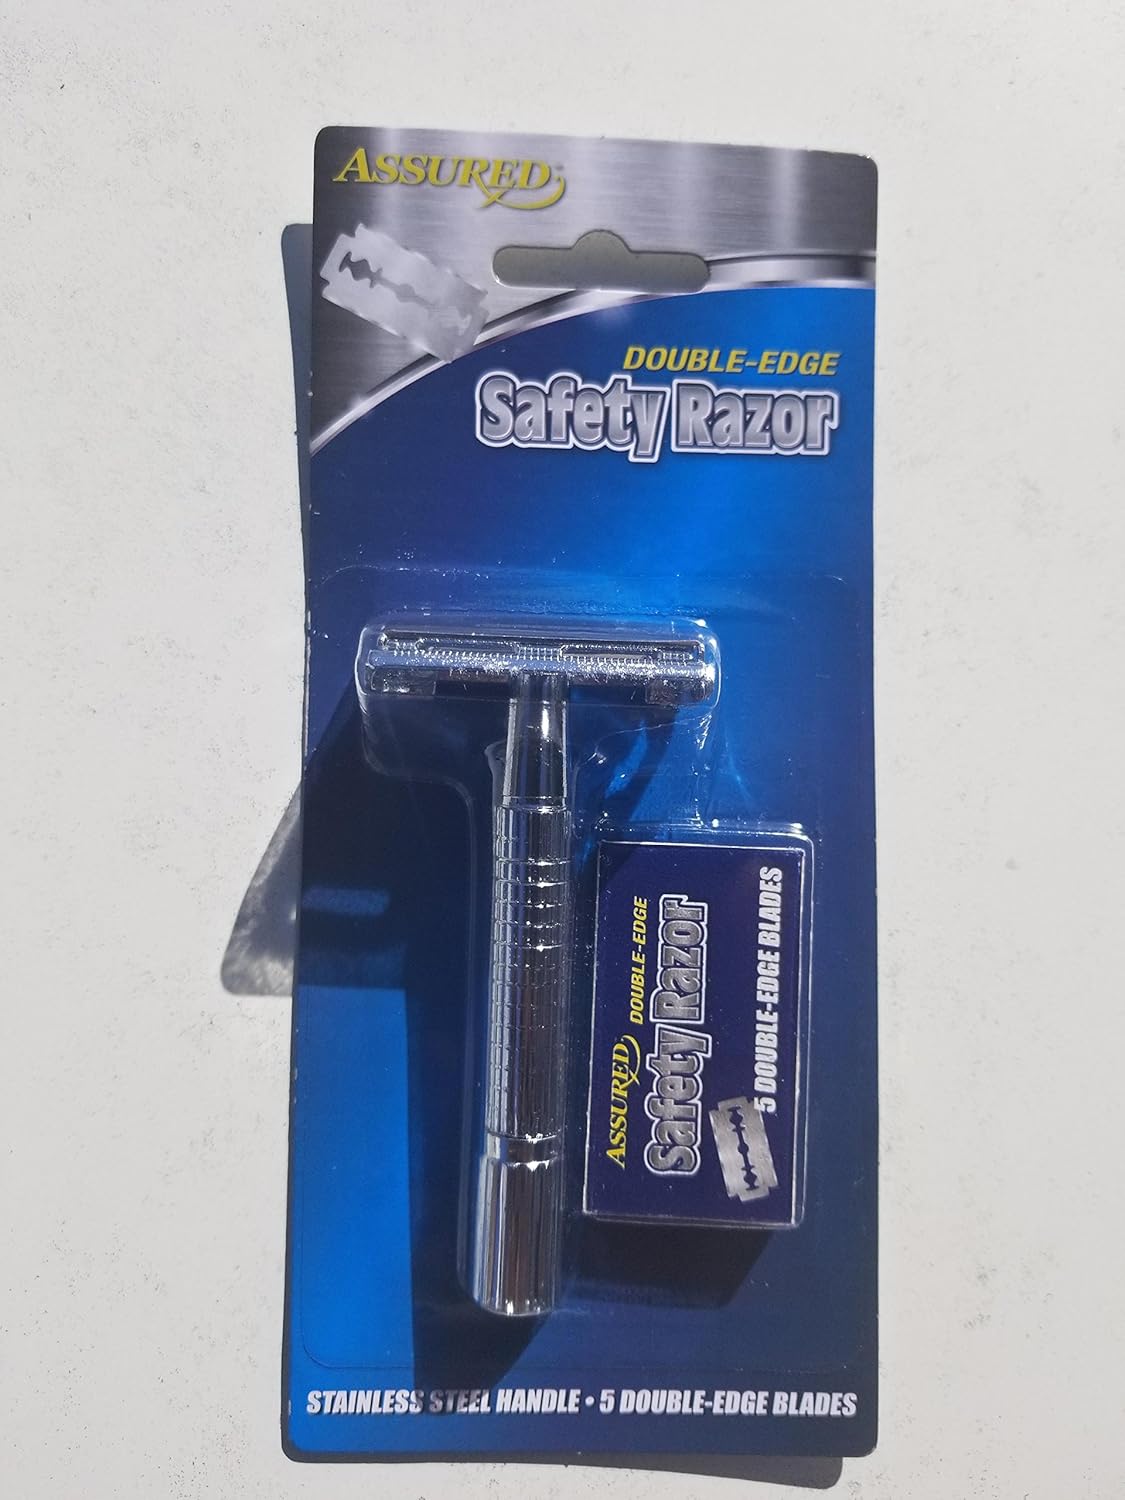 ASSURED
DOUBLE-EDGE
Safety Razor
ASSURED DOUBLE-EDGE
Safety Razor
5 DOUBLE-EDGE BLADES
STAINLESS STEEL HANDLE • 5 DOUBLE-EDGE BLADES